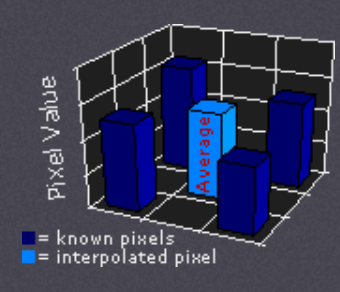 Pixel Value
Average
= known pixels
= interpolated pixel